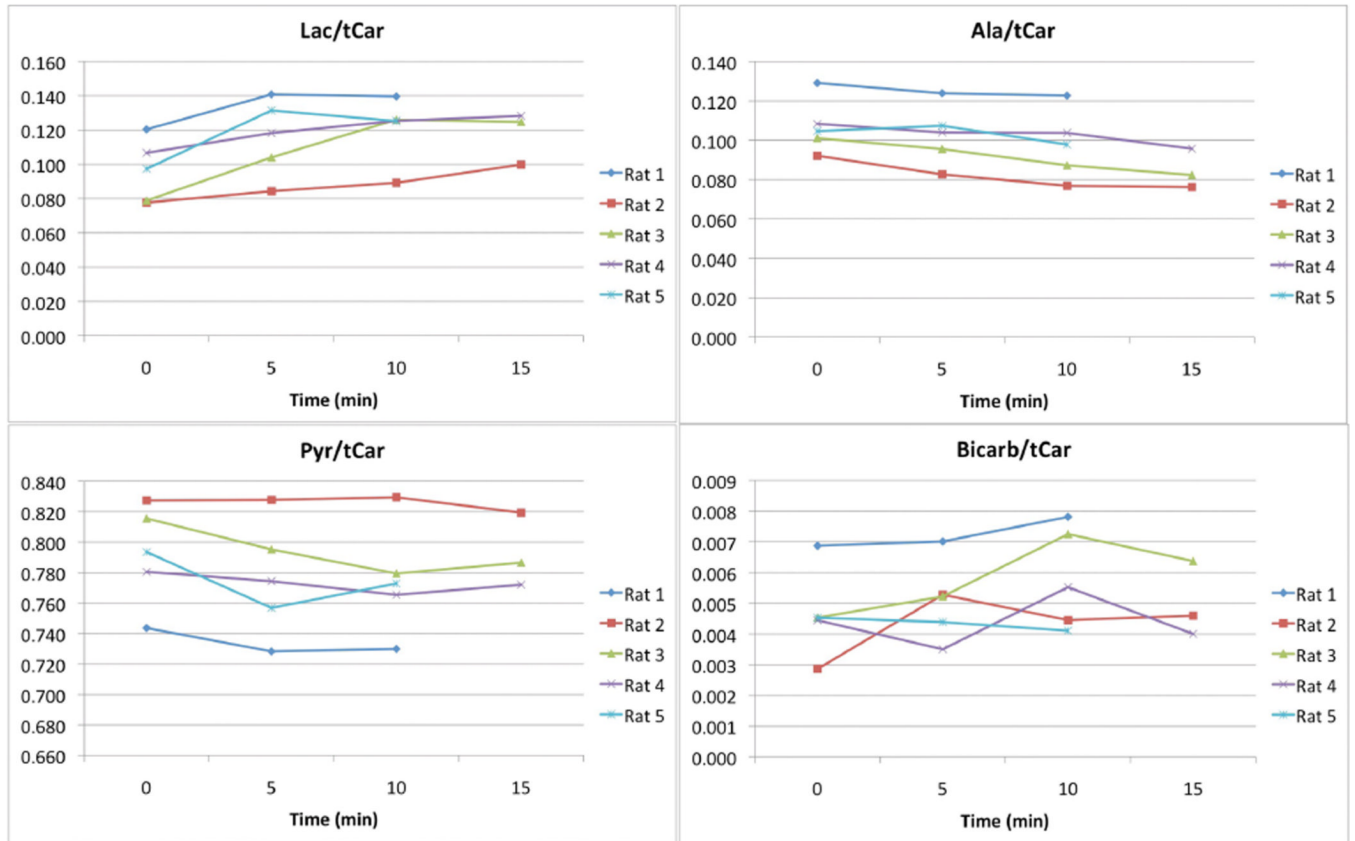 Lac/tCar
0.160
0.140
0.120
0.100
0.080
0.060
0.040
0.020
0.000
0 5 10 15
Time (min)
Rat 1
Rat 2
Rat 3
Rat 4
Rat 5
Ala/tCar
0.140
0.120
0.100
0.080
0.060
0.040
0.020
0.000
0 5 10 15
Time (min)
Rat 1
Rat 2
Rat 3
Rat 4
Rat 5
Pyr/tCar
0.840
0.820
0.800
0.780
0.760
0.740
0.720
0.700
0.680
0.660
0 5 10 15
Time (min)
Rat 1
Rat 2
Rat 3
Rat 4
Rat 5
Bicarb/tCar
0.009
0.008
0.007
0.006
0.005
0.004
0.003
0.002
0.001
0.000
0 5 10 15
Time (min)
Rat 1
Rat 2
Rat 3
Rat 4
Rat 5